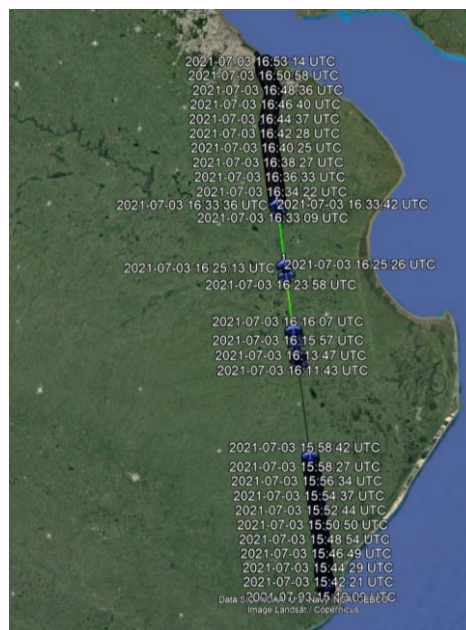 2021-07-03 16:53:14 UTC
2021-07-03 16:50:58 UTC
2021-07-03 16:48:36 UTC
2021-07-03 16:46:40 UTC
2021-07-03 16:44:37 UTC
2021-07-03 16:42:28 UTC
2021-07-03 16:40:25 UTC
2021-07-03 16:38:27 UTC
2021-07-03 16:36:33 UTC
2021-07-03 16:34:22 UTC
2021-07-03 16:33:36 UTC 2021-07-03 16:33:42 UTC
2021-07-03 16:33:09 UTC
2021-07-03 16:25:13 UTC 2021-07-03 16:25:26 UTC
2021-07-03 16:23:58 UTC
2021-07-03 16:16:07 UTC
2021-07-03 16:15:57 UTC
2021-07-03 16:13:47 UTC
2021-07-03 16:11:43 UTC
2021-07-03 15:58:42 UTC
2021-07-03 15:58:27 UTC
2021-07-03 15:56:34 UTC
2021-07-03 15:54:37 UTC
2021-07-03 15:52:44 UTC
2021-07-03 15:50:50 UTC
2021-07-03 15:48:54 UTC
2021-07-03 15:46:49 UTC
2021-07-03 15:44:29 UTC
2021-07-03 15:42:21 UTC
Image Landsat / Copernicus